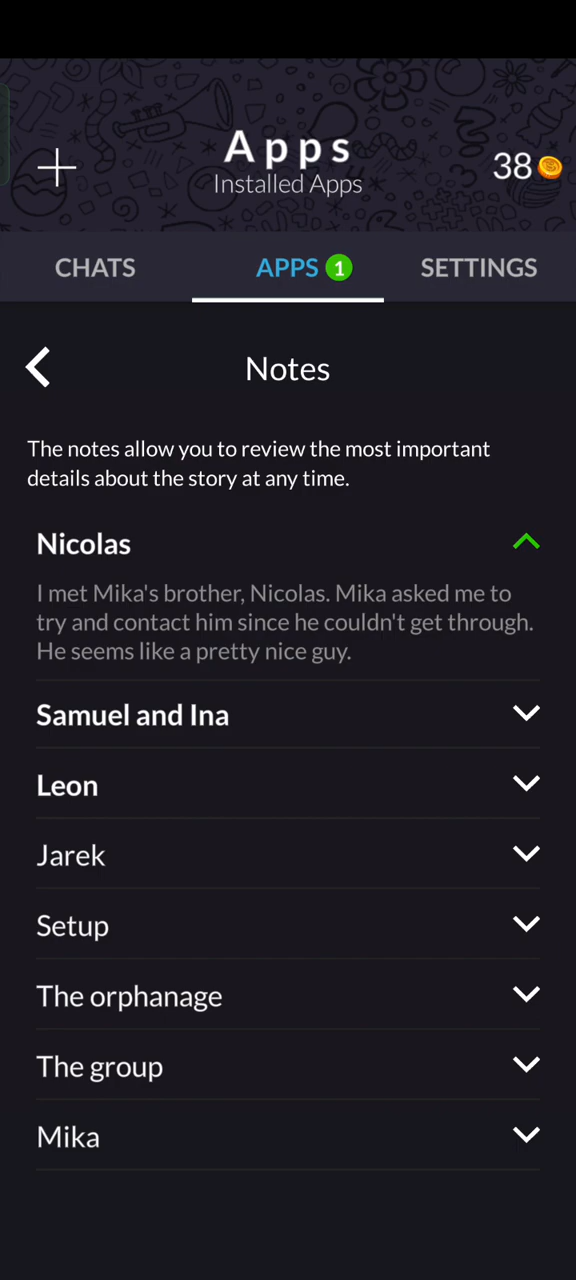 Apps
Installed Apps
38
CHATS
APPS 1
SETTINGS
Notes
The notes allow you to review the most important
details about the story at any time.
Nicolas
I met Mika's brother, Nicolas. Mika asked me to
try and contact him since he couldn't get through.
He seems like a pretty nice guy.
Samuel and Ina
Leon
Jarek
Setup
The orphanage
The group
Mika